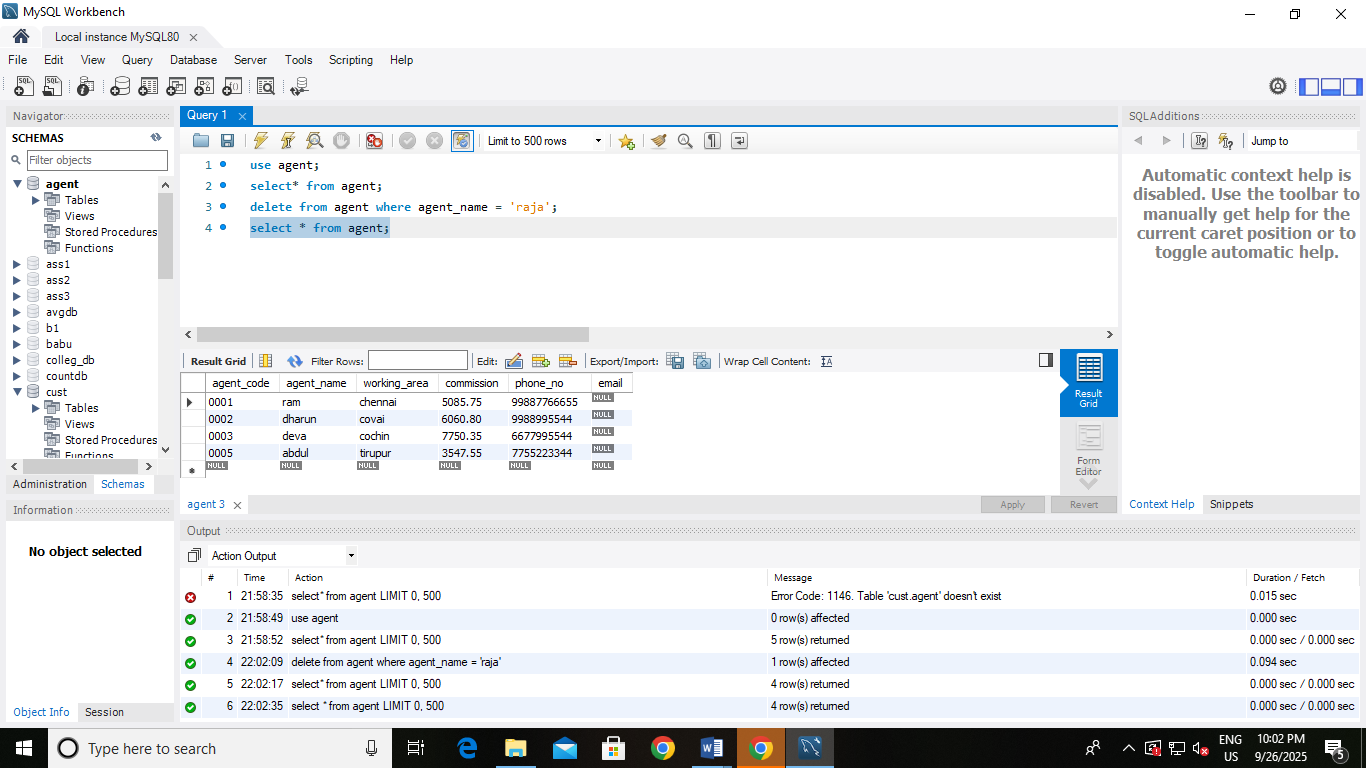 MySQL Workbench
Local instance MySQL80
File Edit View Query Database Server Tools Scripting Help
Navigator
SCHEMAS
Filter objects
agent
Tables
Views
Stored Procedures
Functions
ass1
ass2
ass3
avgdb
b1
babu
colleg_db
countdb
cust
Tables
Views
Stored Procedures
Functions
Administration Schemas
Information
No object selected
Object Info Session
Query 1
Limit to 500 rows
1 use agent;
2 select* from agent;
3 delete from agent where agent_name = 'raja';
4 select * from agent;
Result Grid Filter Rows: Edit: Export/Import: Wrap Cell Content:
agent_code agent_name working_area commission phone_no email
0001 ram chennai 5085.75 99887766655 NULL
0002 dharun covai 6060.80 9988995544 NULL
0003 deva cochin 7750.35 6677995544 NULL
0005 abdul tirupur 3547.55 7755223344 NULL
NULL NULL NULL NULL NULL NULL
Result Grid
Form Editor
agent 3
Apply Revert
SQLAdditions
Jump to
Automatic context help is
disabled. Use the toolbar to
manually get help for the
current caret position or to
toggle automatic help.
Context Help Snippets
Output
Action Output
# Time Action Message Duration / Fetch
1 21:58:35 select* from agent LIMIT 0, 500 Error Code: 1146. Table 'cust.agent' doesn't exist 0.015 sec
2 21:58:49 use agent 0 row(s) affected 0.000 sec
3 21:58:52 select* from agent LIMIT 0, 500 5 row(s) returned 0.000 sec / 0.000 sec
4 22:02:09 delete from agent where agent_name = 'raja' 1 row(s) affected 0.094 sec
5 22:02:17 select* from agent LIMIT 0, 500 4 row(s) returned 0.000 sec / 0.000 sec
6 22:02:35 select * from agent LIMIT 0, 500 4 row(s) returned 0.000 sec / 0.000 sec
Type here to search
ENG
US
10:02 PM
9/26/2025
5